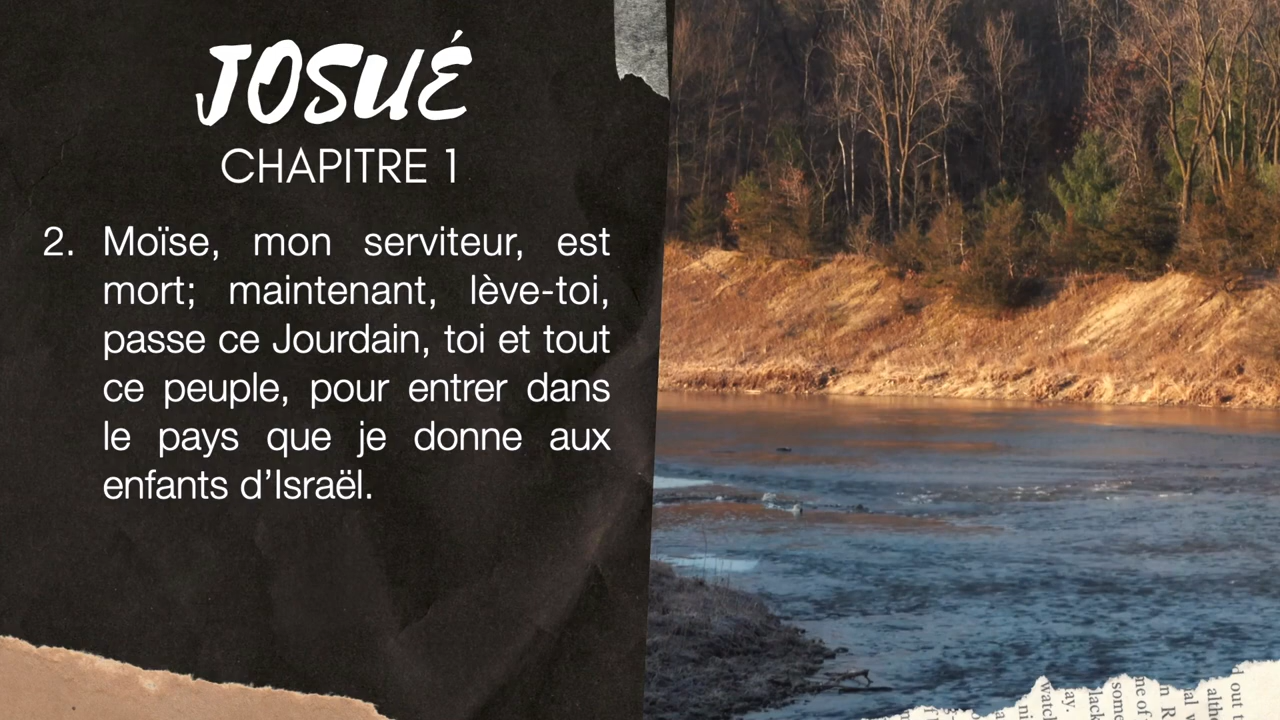 JOSUÉ
CHAPITRE 1
2. Moïse, mon serviteur, est
mort; maintenant, lève-toi,
passe ce Jourdain, toi et tout
ce peuple, pour entrer dans
le pays que je donne aux
enfants d’Israël.